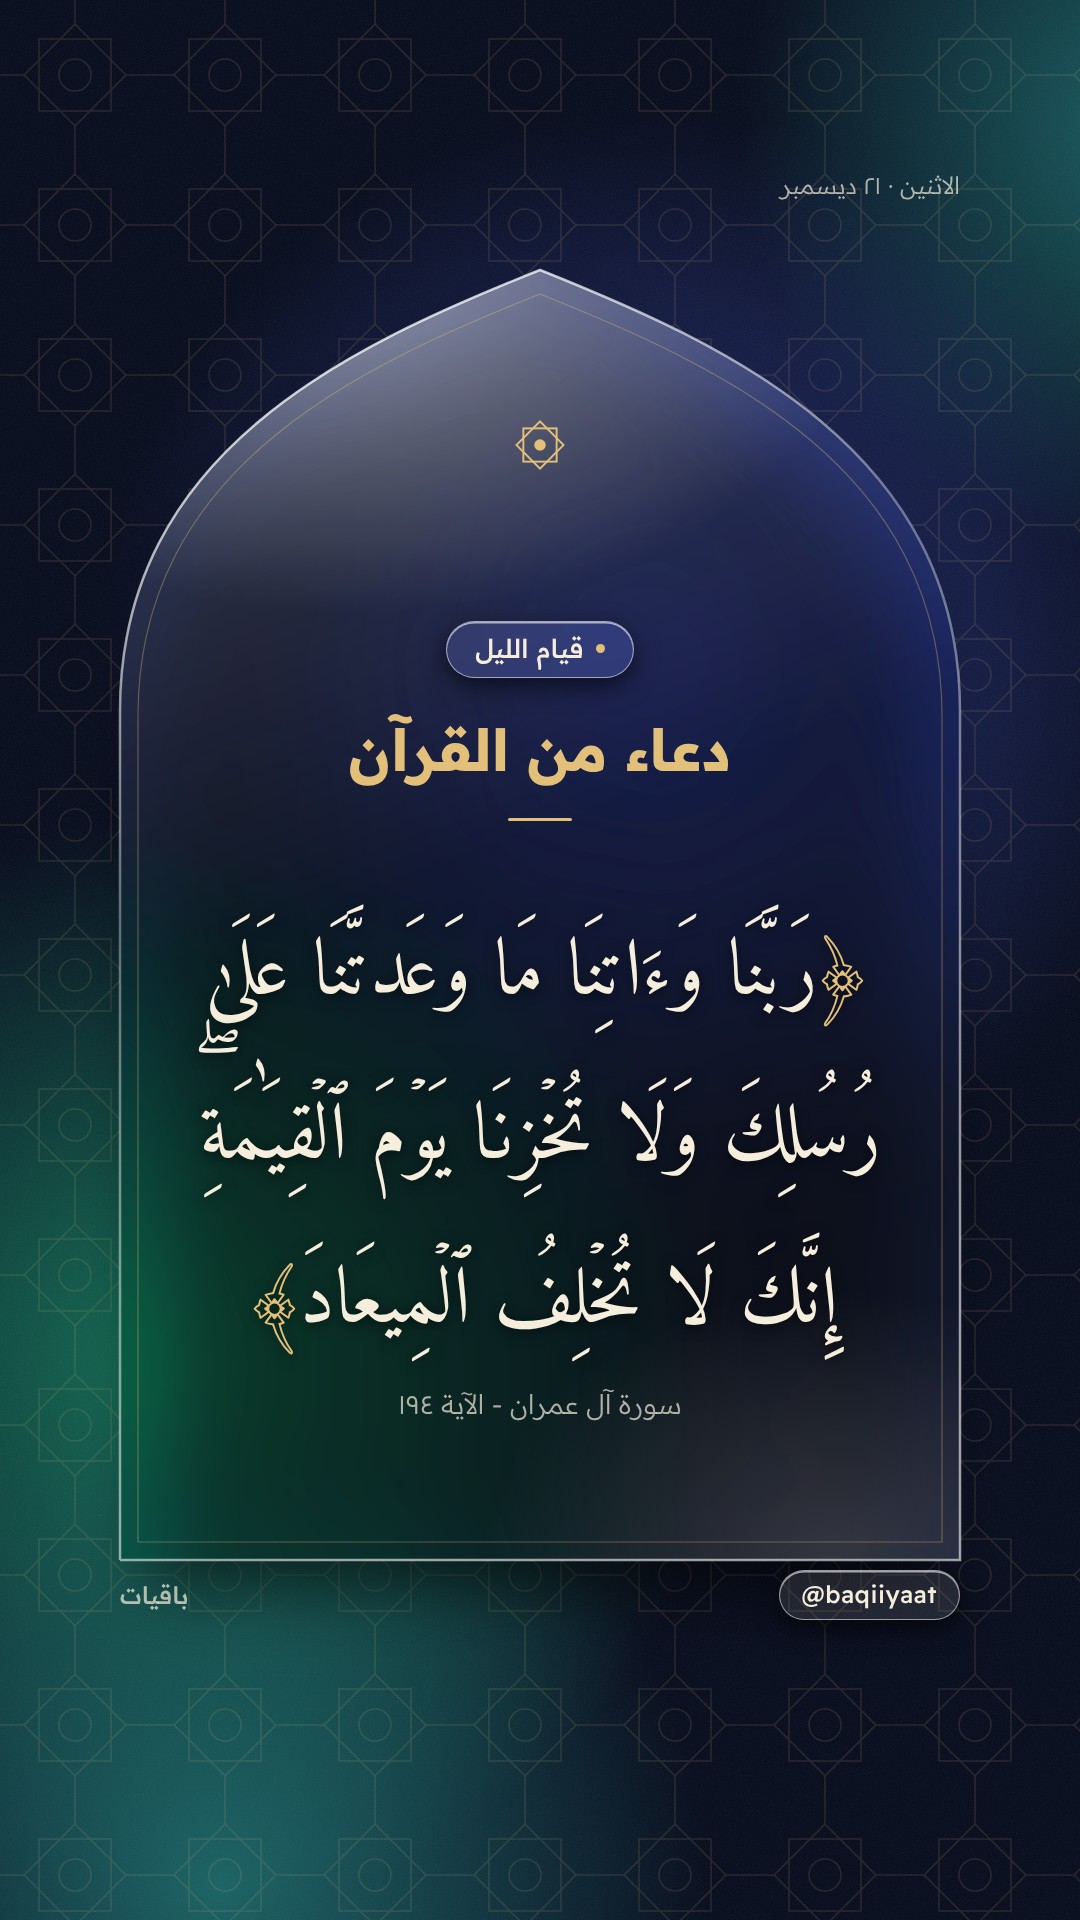 الاثنين · ٢١ ديسمبر
قيام الليل
دعاء من القرآن
﴿رَبَّنَا وَءَاتِنَا مَا وَعَدتَّنَا عَلَىٰ
رُسُلِكَ وَلَا تُخۡزِنَا يَوۡمَ ٱلۡقِيَٰمَةِۖ
إِنَّكَ لَا تُخۡلِفُ ٱلۡمِيعَادَ﴾
سورة آل عمران - الآية ١٩٤
@baqiiyaat
باقيات